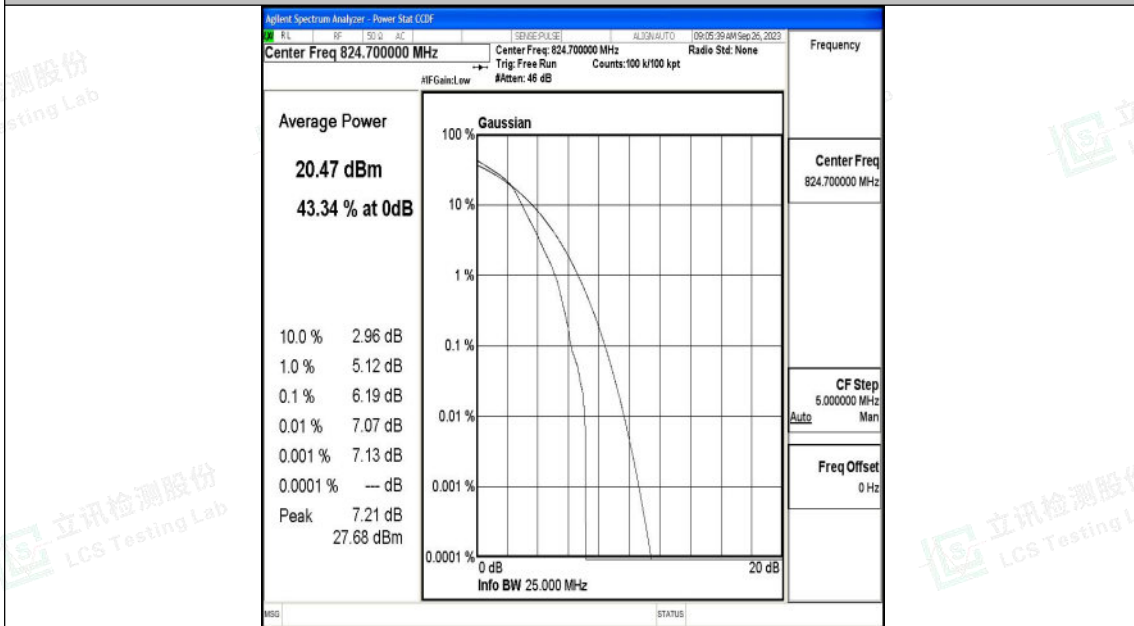 Agilent Spectrum Analyzer - Power Stat CCDF
RL RF 50 Ω AC SENSE:PULSE ALIGNAUTO 09:05:39 AM Sep 26, 2023
Center Freq 824.700000 MHz
Center Freq: 824.700000 MHz Radio Std: None
Trig: Free Run Counts:100 k/100 kpt
#IFGain:Low #Atten: 46 dB
Frequency
Average Power
20.47 dBm
43.34 % at 0dB
10.0 % 2.96 dB
1.0 % 5.12 dB
0.1 % 6.19 dB
0.01 % 7.07 dB
0.001 % 7.13 dB
0.0001 % --- dB
Peak 7.21 dB
27.68 dBm
Gaussian
100 %
10 %
1 %
0.1 %
0.01 %
0.001 %
0.0001 %
0 dB 20 dB
Info BW 25.000 MHz
Center Freq
824.700000 MHz
CF Step
5.000000 MHz
Auto Man
Freq Offset
0 Hz
MSG STATUS
立讯检测股份
LCS Testing Lab
立讯检测股份
LCS Testing L
测股份
sting Lab
立